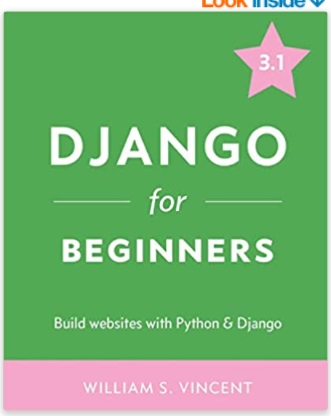 Look Inside
3.1
DJANGO
for
BEGINNERS
Build websites with Python & Django
WILLIAM S. VINCENT